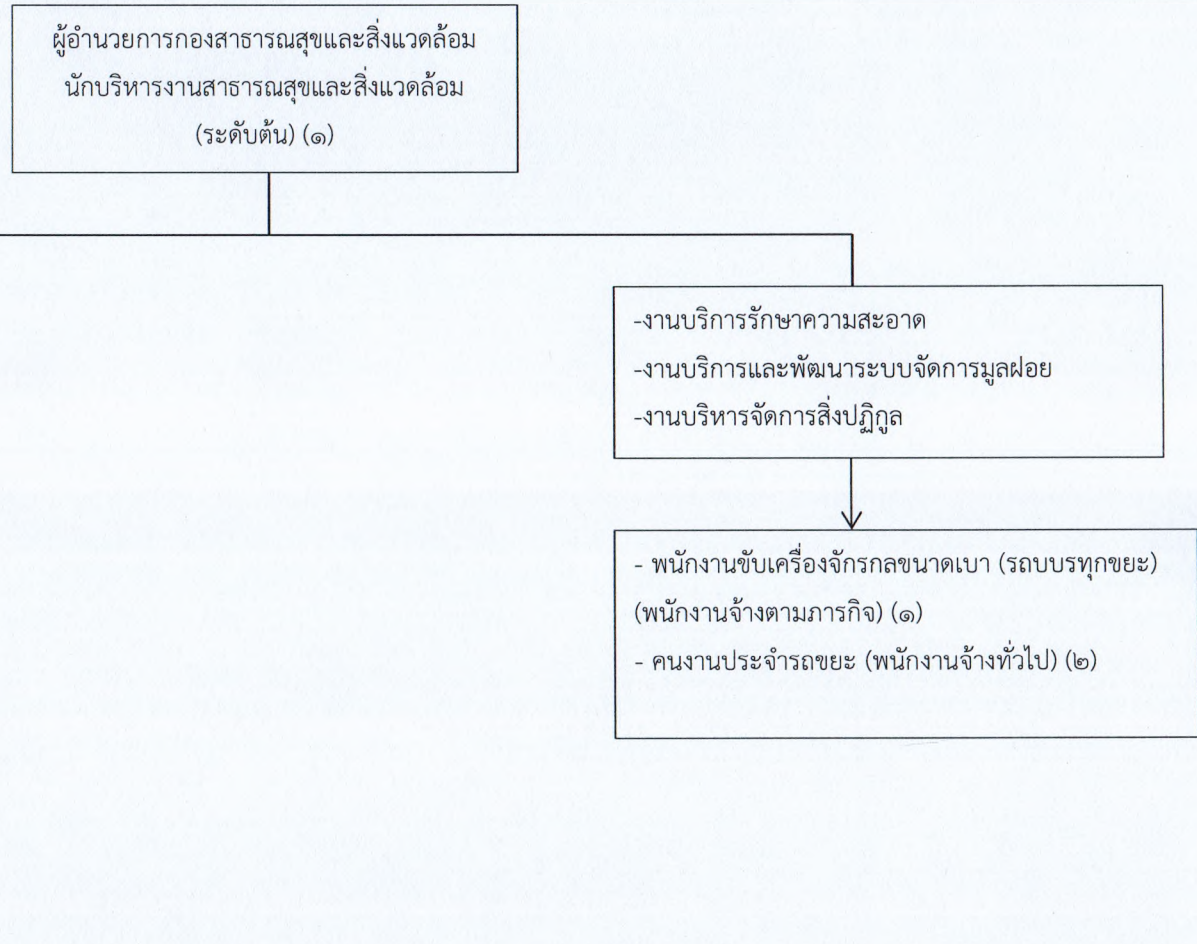 ผู้อำนวยการกองสาธารณสุขและสิ่งแวดล้อม
นักบริหารงานสาธารณสุขและสิ่งแวดล้อม
(ระดับต้น) (๑)
-งานบริการรักษาความสะอาด
-งานบริการและพัฒนาระบบจัดการมูลฝอย
-งานบริหารจัดการสิ่งปฏิกูล
- พนักงานขับเครื่องจักรกลขนาดเบา (รถบบรทุกขยะ)
(พนักงานจ้างตามภารกิจ) (๑)
- คนงานประจำรถขยะ (พนักงานจ้างทั่วไป) (๒)